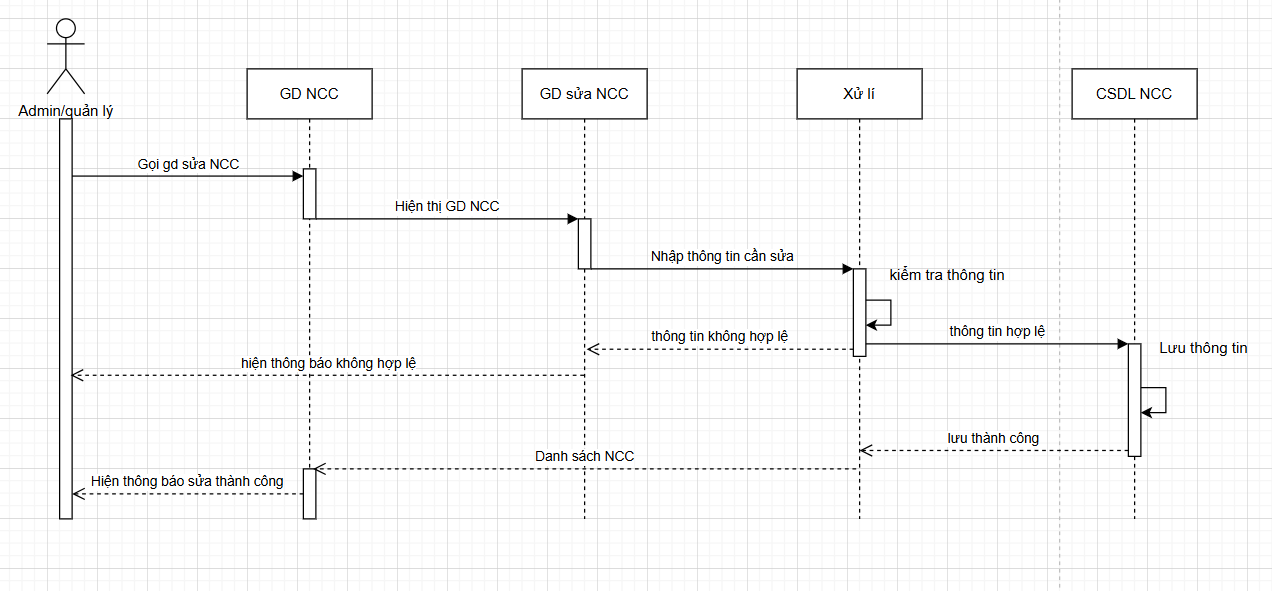 Admin/quản lý
GD NCC
GD sửa NCC
Xử lí
CSDL NCC
Gọi gd sửa NCC
Hiện thị GD NCC
Nhập thông tin cần sửa
kiểm tra thông tin
thông tin hợp lệ
thông tin không hợp lệ
Lưu thông tin
hiện thông báo không hợp lệ
lưu thành công
Danh sách NCC
Hiện thông báo sửa thành công